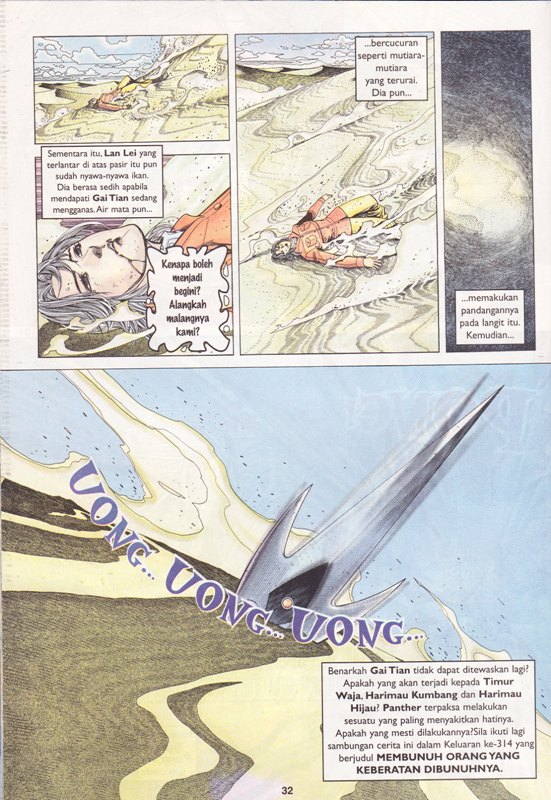 Sementara itu, Lan Lei yang
terlantar di atas pasir itu pun
sudah nyawa-nyawa ikan.
Dia berasa sedih apabila
mendapati Gai Tian sedang
mengganas. Air mata pun...
Kenapa boleh
menjadi
begini?
Alangkah
malangnya
kami?
...bercucuran
seperti mutiara-
mutiara
yang terurai.
Dia pun...
...memakukan
pandangannya
pada langit itu.
Kemudian...
UONG... UONG... UONG...
Benarkah Gai Tian tidak dapat ditewaskan lagi?
Apakah yang akan terjadi kepada Timur
Waja, Harimau Kumbang dan Harimau
Hijau? Panther terpaksa melakukan
sesuatu yang paling menyakitkan hatinya.
Apakah yang mesti dilakukannya?Sila ikuti lagi
sambungan cerita ini dalam Keluaran ke-314 yang
berjudul MEMBUNUH ORANG YANG
KEBERATAN DIBUNUHNYA.
32